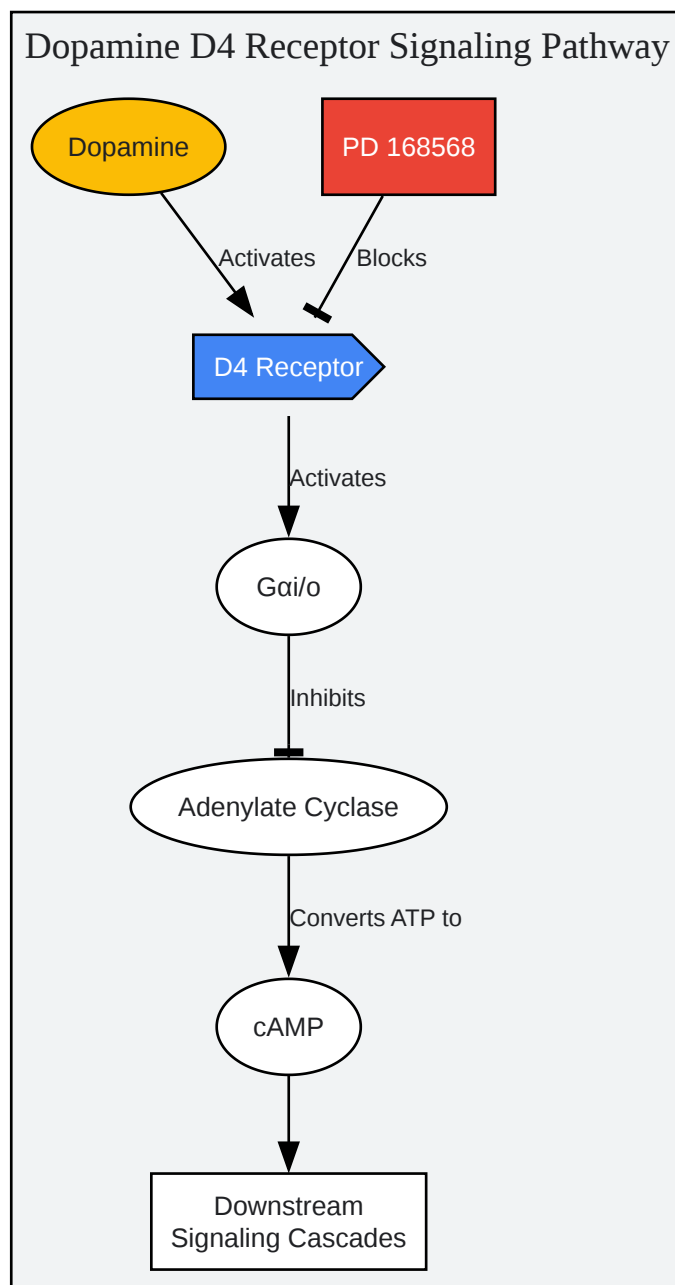 Dopamine D4 Receptor Signaling Pathway
Dopamine
PD 168568
Activates
Blocks
D4 Receptor
Activates
Gαi/o
Inhibits
Adenylate Cyclase
Converts ATP to
cAMP
Downstream
Signaling Cascades